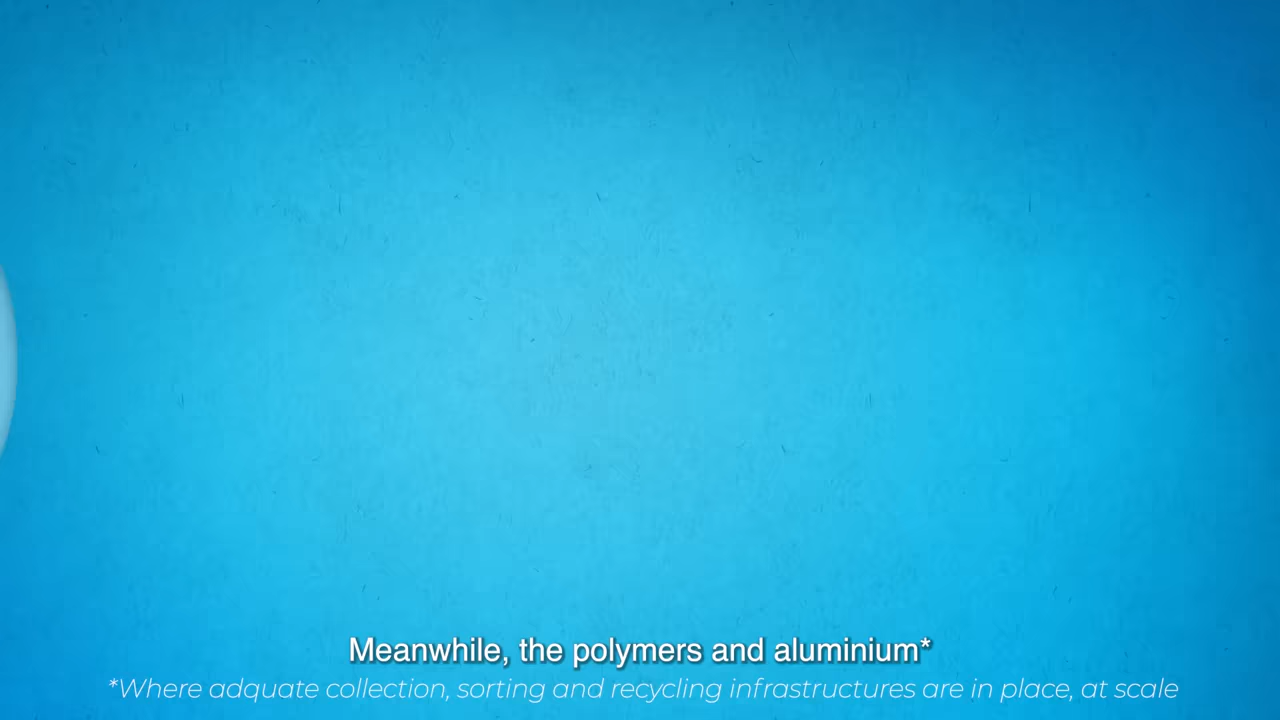 Meanwhile, the polymers and aluminium*
*Where adquate collection, sorting and recycling infrastructures are in place, at scale